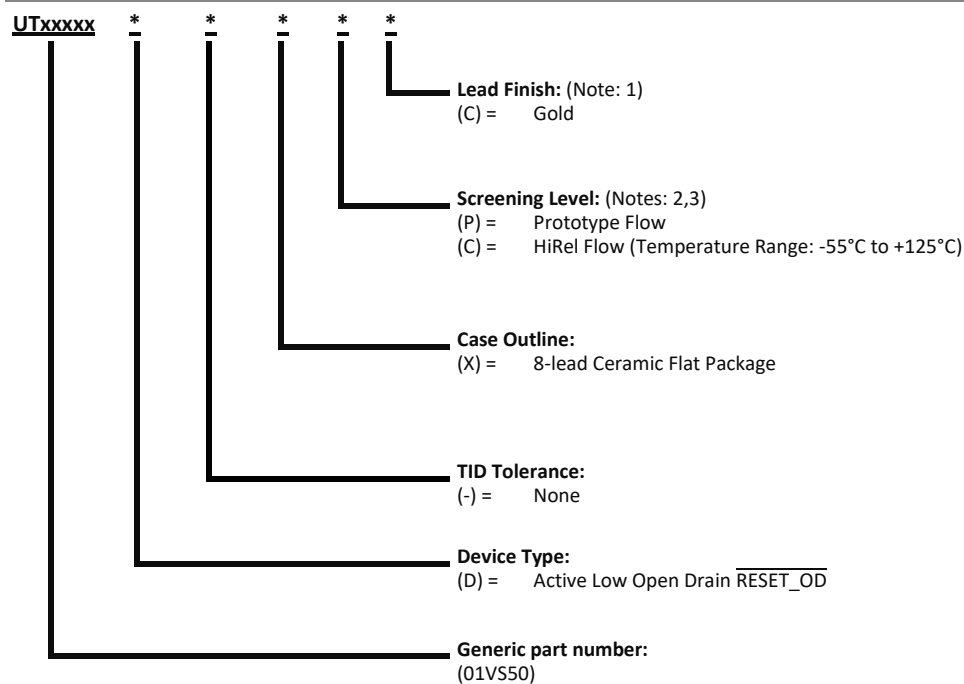 UTxxxxx * * * * *
Lead Finish: (Note: 1)
(C) = Gold
Screening Level: (Notes: 2,3)
(P) = Prototype Flow
(C) = HiRel Flow (Temperature Range: -55°C to +125°C)
Case Outline:
(X) = 8-lead Ceramic Flat Package
TID Tolerance:
(-) = None
Device Type:
(D) = Active Low Open Drain RESET_OD
Generic part number:
(01VS50)